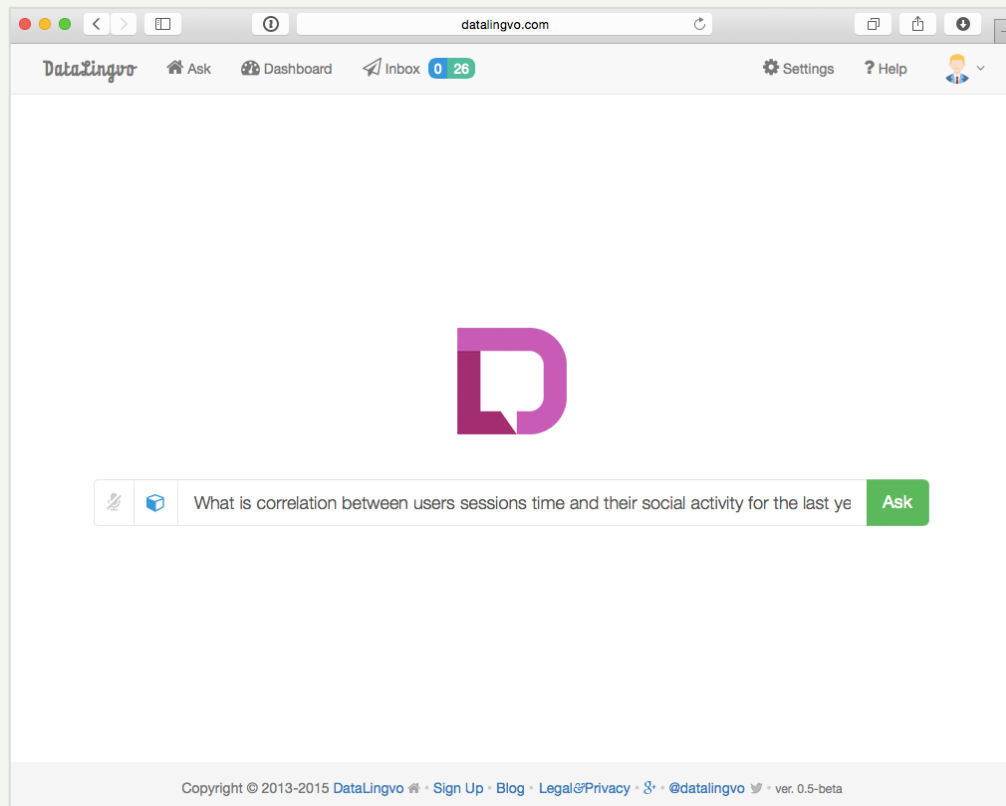 datalingvo.com
DataLingvo Ask Dashboard Inbox 0 26 Settings ? Help
What is correlation between users sessions time and their social activity for the last ye Ask
Copyright © 2013-2015 DataLingvo • Sign Up • Blog • Legal&Privacy • g+ • @datalingvo • ver. 0.5-beta